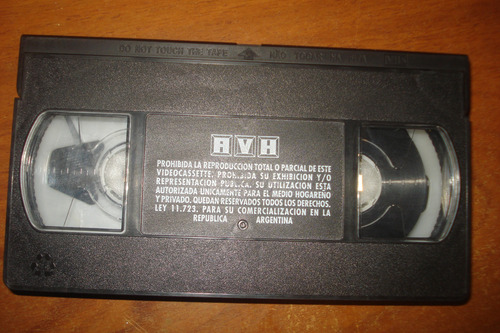 DO NOT TOUCH THE TAPE
AVH
PROHIBIDA LA REPRODUCCION TOTAL O PARCIAL DE ESTE
VIDEOCASSETTE. PROHIBIDA SU EXHIBICION Y/O
REPRESENTACION PUBLICA. SU UTILIZACION ESTA
AUTORIZADA UNICAMENTE PARA EL MEDIO HOGAREÑO
Y PRIVADO. QUEDAN RESERVADOS TODOS LOS DERECHOS.
LEY 11.723. PARA SU COMERCIALIZACION EN LA
REPUBLICA ARGENTINA